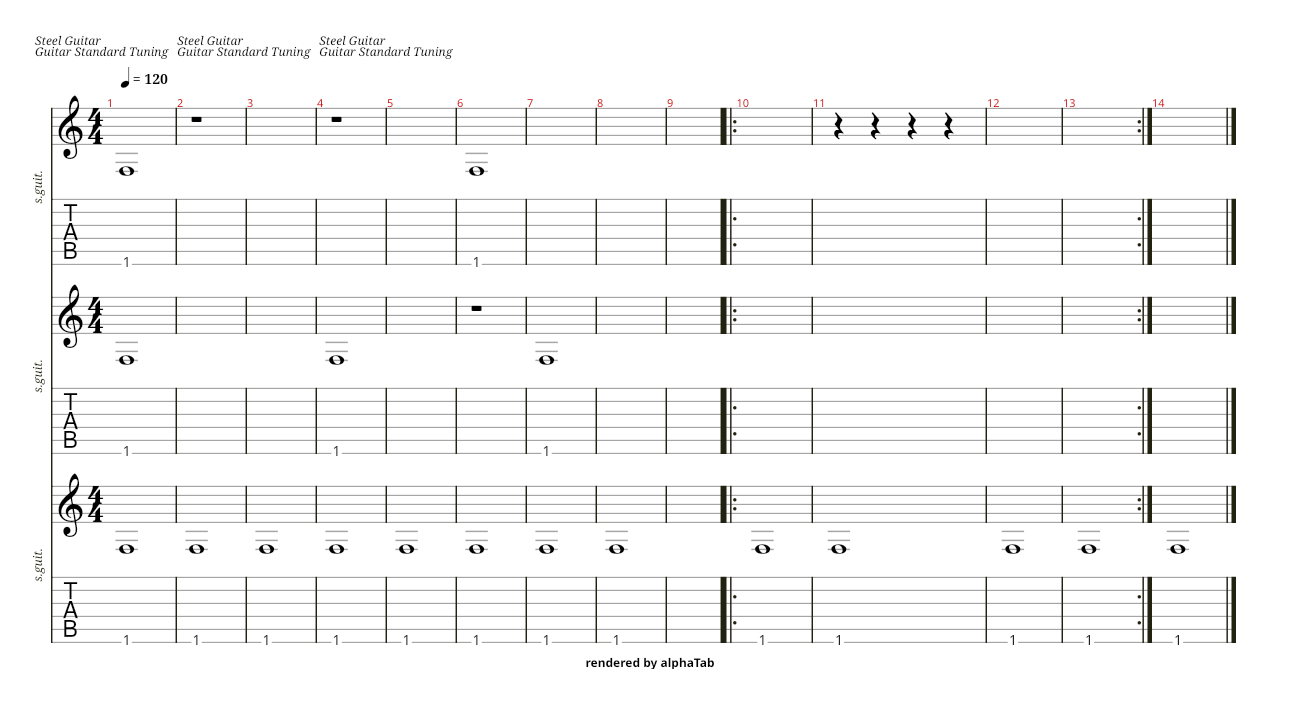 Steel Guitar Steel Guitar Steel Guitar
Guitar Standard Tuning Guitar Standard Tuning Guitar Standard Tuning
= 120
1 2 3 4 5 6 7 8 9 10 11 12 13 14
4
4
s.guit.
T
A
B
1 1
4
4
s.guit.
T
A
B
1 1 1
4
4
s.guit.
T
A
B
1 1 1 1 1 1 1 1 1 1 1 1 1
rendered by alphaTab